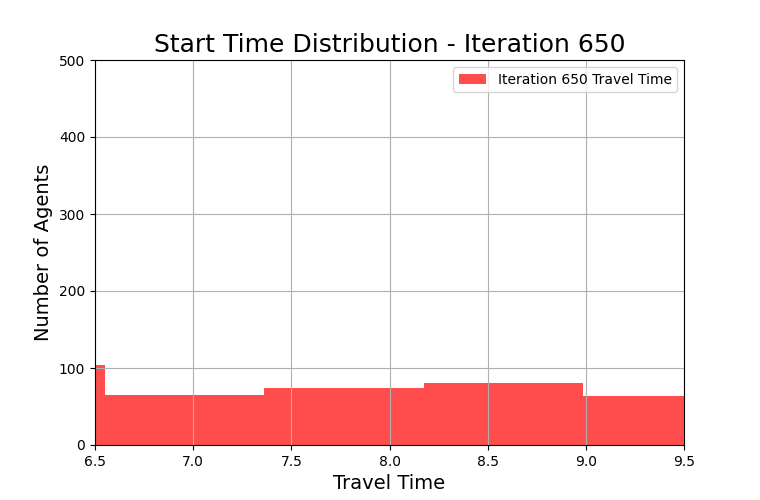 Start Time Distribution - Iteration 650
Iteration 650 Travel Time
Number of Agents
500
400
300
200
100
0
6.5 7.0 7.5 8.0 8.5 9.0 9.5
Travel Time